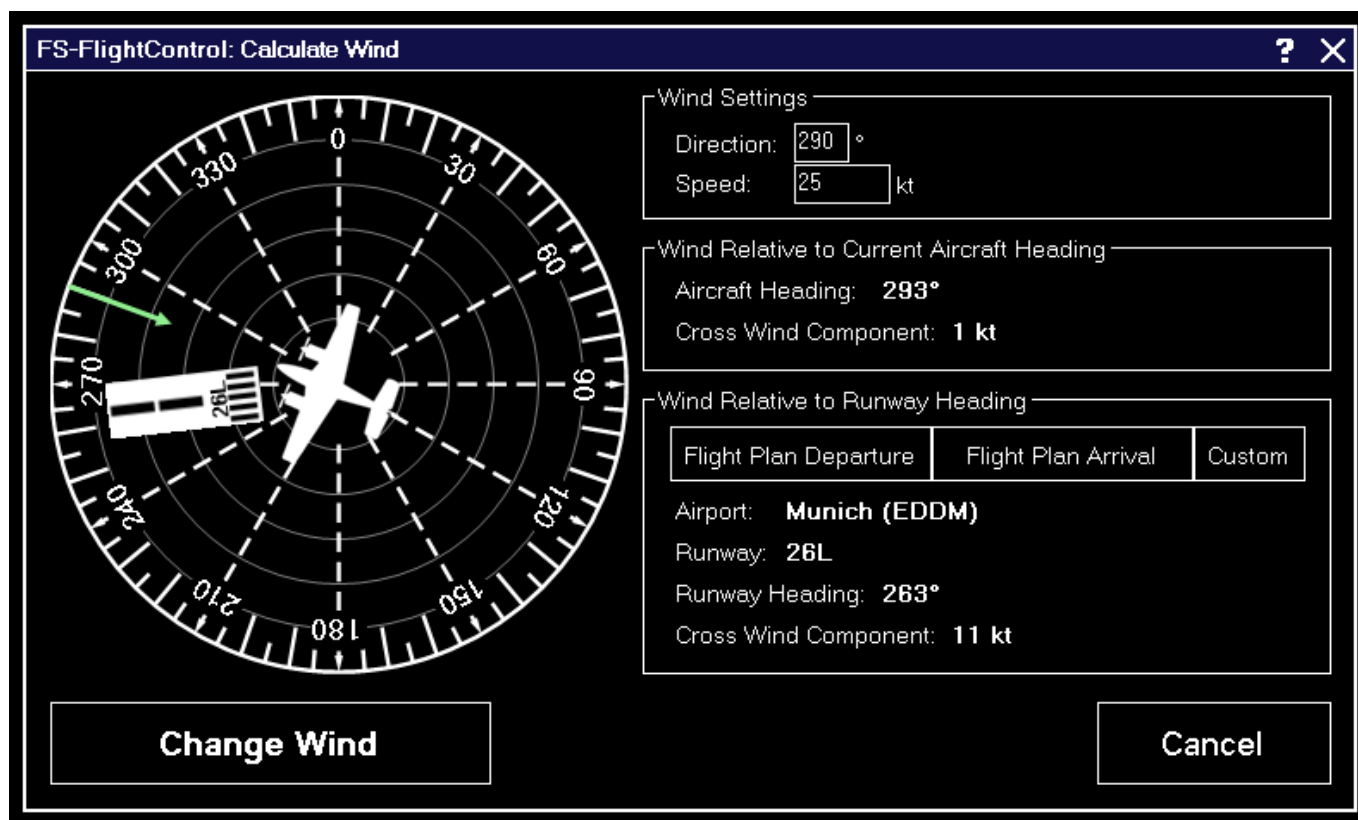 FS-FlightControl: Calculate Wind
?
0
30
60
90
120
150
180
210
240
270
300
330
26L
Wind Settings
Direction: 290 °
Speed: 25 kt
Wind Relative to Current Aircraft Heading
Aircraft Heading: 293°
Cross Wind Component: 1 kt
Wind Relative to Runway Heading
Flight Plan Departure Flight Plan Arrival Custom
Airport: Munich (EDDM)
Runway: 26L
Runway Heading: 263°
Cross Wind Component: 11 kt
Change Wind
Cancel